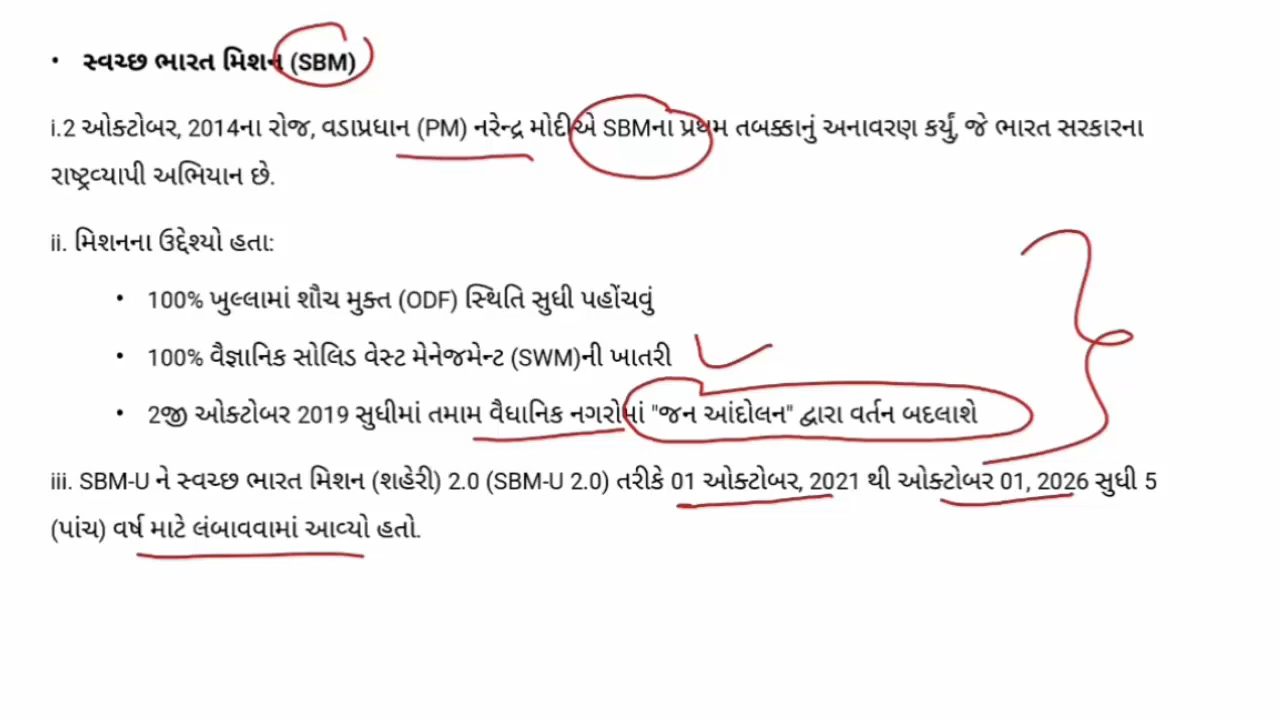 • સ્વચ્છ ભારત મિશન (SBM)
i.2 ઓક્ટોબર, 2014ના રોજ, વડાપ્રધાન (PM) નરેન્દ્ર મોદીએ SBMના પ્રથમ તબક્કાનું અનાવરણ કર્યું, જે ભારત સરકારના
રાષ્ટ્રવ્યાપી અભિયાન છે.
ii. મિશનના ઉદ્દેશ્યો હતા:
• 100% ખુલ્લામાં શૌચ મુક્ત (ODF) સ્થિતિ સુધી પહોંચવું
• 100% વૈજ્ઞાનિક સોલિડ વેસ્ટ મેનેજમેન્ટ (SWM)ની ખાતરી
• 2જી ઓક્ટોબર 2019 સુધીમાં તમામ વૈધાનિક નગરોમાં "જન આંદોલન" દ્વારા વર્તન બદલાશે
iii. SBM-U ને સ્વચ્છ ભારત મિશન (શહેરી) 2.0 (SBM-U 2.0) તરીકે 01 ઓક્ટોબર, 2021 થી ઓક્ટોબર 01, 2026 સુધી 5
(પાંચ) વર્ષ માટે લંબાવવામાં આવ્યો હતો.